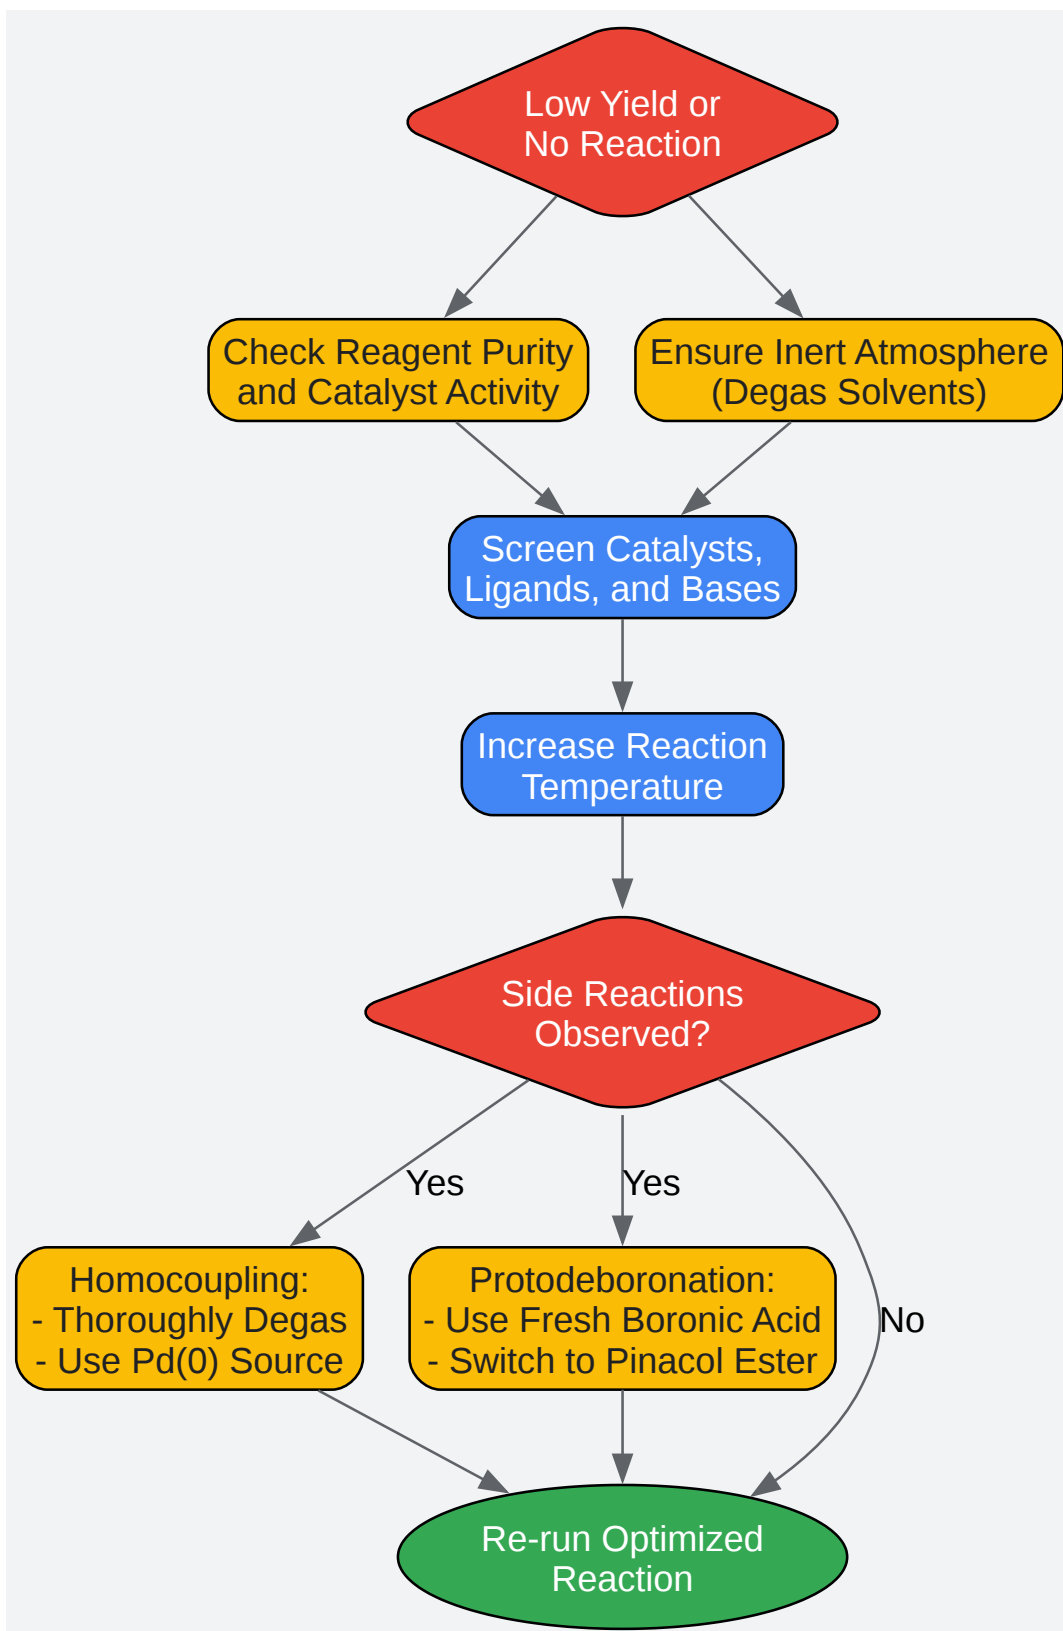 Low Yield or
No Reaction
Check Reagent Purity
and Catalyst Activity
Ensure Inert Atmosphere
(Degas Solvents)
Screen Catalysts,
Ligands, and Bases
Increase Reaction
Temperature
Side Reactions
Observed?
Yes
Yes
No
Homocoupling:
- Thoroughly Degas
- Use Pd(0) Source
Protodeboronation:
- Use Fresh Boronic Acid
- Switch to Pinacol Ester
Re-run Optimized
Reaction